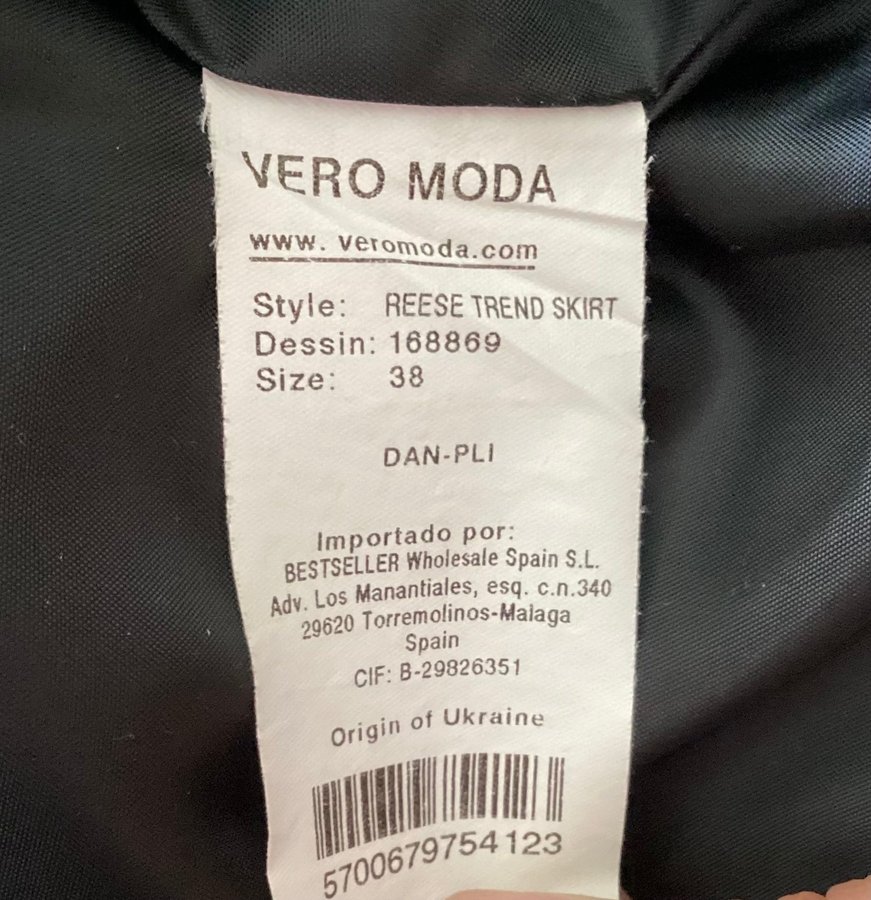 VERO MODA
www. veromoda.com
Style: REESE TREND SKIRT
Dessin: 168869
Size: 38
DAN-PLI
Importado por:
BESTSELLER Wholesale Spain S.L.
Adv. Los Manantiales, esq. c.n.340
29620 Torremolinos-Malaga
Spain
CIF: B-29826351
Origin of Ukraine
5700679754123